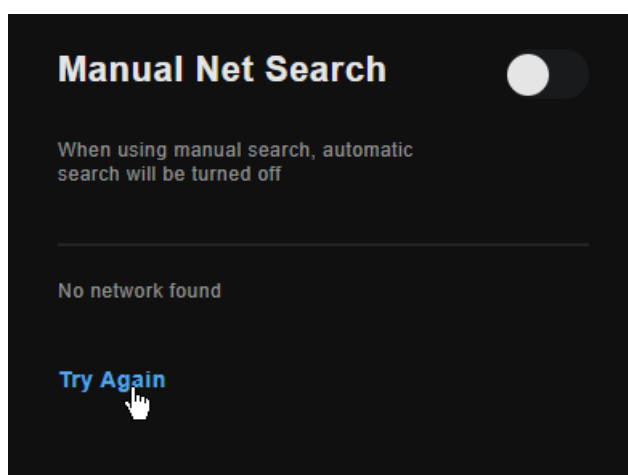 Manual Net Search
When using manual search, automatic
search will be turned off
No network found
Try Again